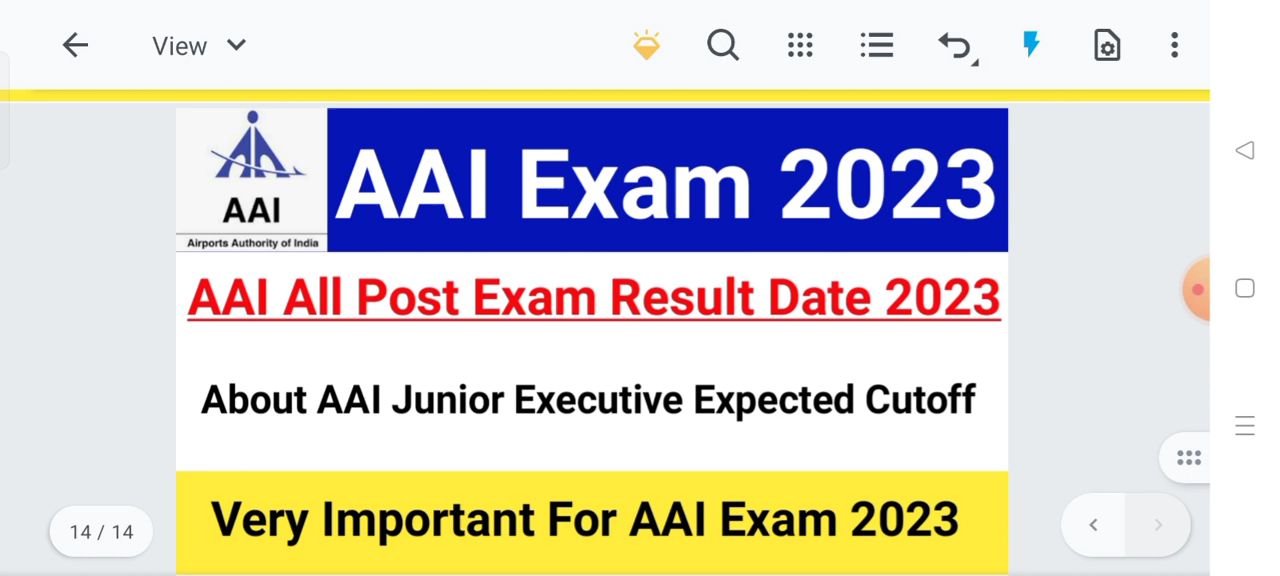 View
AAI
Airports Authority of India
AAI Exam 2023
AAI All Post Exam Result Date 2023
About AAI Junior Executive Expected Cutoff
Very Important For AAI Exam 2023
14 / 14